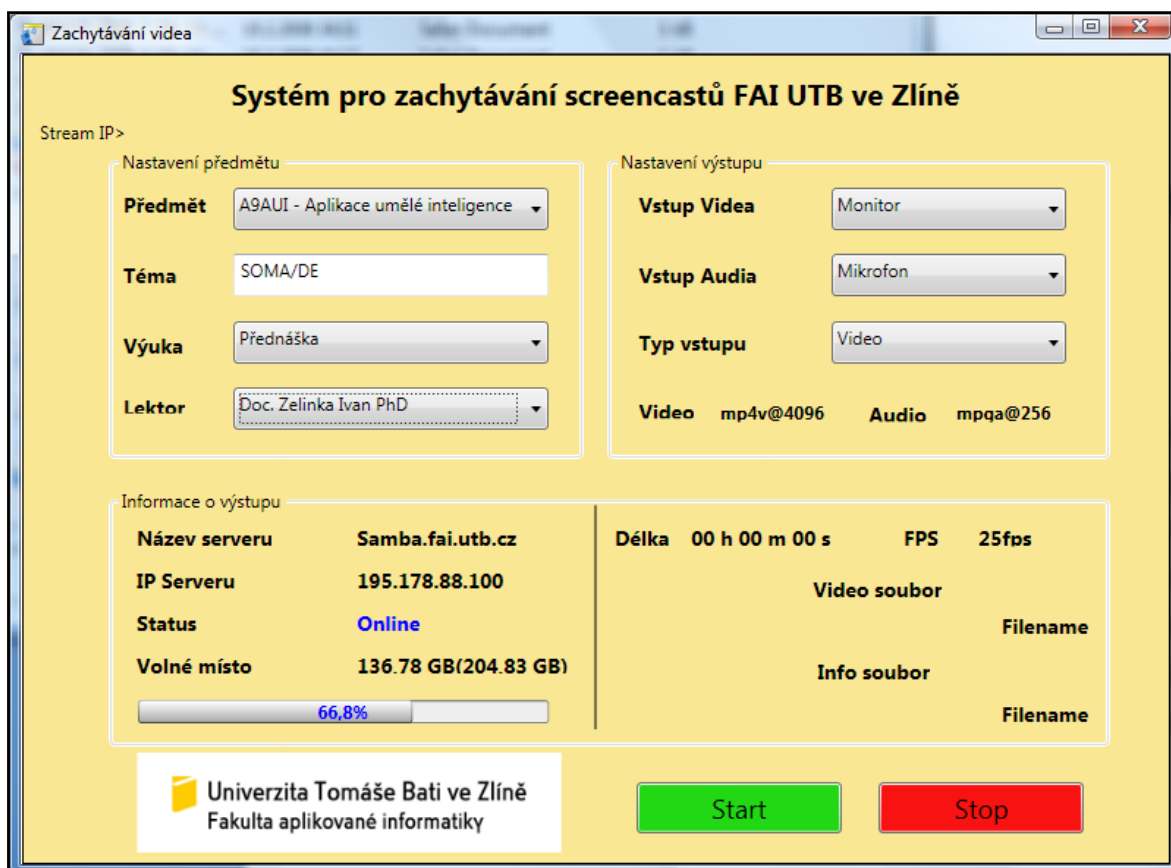 Zachytávání videa
Systém pro zachytávání screencastů FAI UTB ve Zlíně
Stream IP>
Nastavení předmětu
Předmět A9AUI - Aplikace umělé inteligence
Téma SOMA/DE
Výuka Přednáška
Lektor Doc. Zelinka Ivan PhD
Nastavení výstupu
Vstup Videa Monitor
Vstup Audia Mikrofon
Typ vstupu Video
Video mp4v@4096 Audio mpga@256
Informace o výstupu
Název serveru Samba.fai.utb.cz
IP Serveru 195.178.88.100
Status Online
Volné místo 136.78 GB(204.83 GB)
66,8%
Délka 00 h 00 m 00 s FPS 25fps
Video soubor
Filename
Info soubor
Filename
Univerzita Tomáše Bati ve Zlíně
Fakulta aplikované informatiky
Start Stop